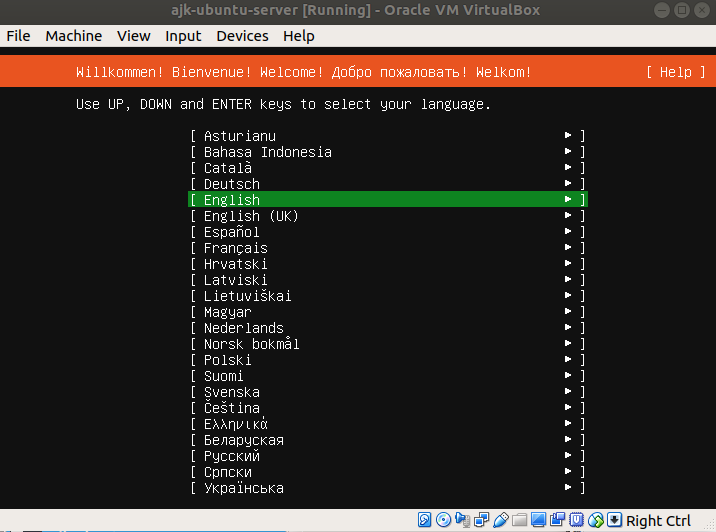 ajk-ubuntu-server [Running] - Oracle VM VirtualBox
File Machine View Input Devices Help
Willkommen! Bienvenue! Welcome! Добро пожаловать! Welkom! [ Help ]
Use UP, DOWN and ENTER keys to select your language.
[ Asturianu ▸ ]
[ Bahasa Indonesia ▸ ]
[ Català ▸ ]
[ Deutsch ▸ ]
[ English ▸ ]
[ English (UK) ▸ ]
[ Español ▸ ]
[ Français ▸ ]
[ Hrvatski ▸ ]
[ Latviski ▸ ]
[ Lietuviškai ▸ ]
[ Magyar ▸ ]
[ Nederlands ▸ ]
[ Norsk bokmål ▸ ]
[ Polski ▸ ]
[ Suomi ▸ ]
[ Svenska ▸ ]
[ Čeština ▸ ]
[ Ελληνικά ▸ ]
[ Беларуская ▸ ]
[ Русский ▸ ]
[ Српски ▸ ]
[ Українська ▸ ]
Right Ctrl